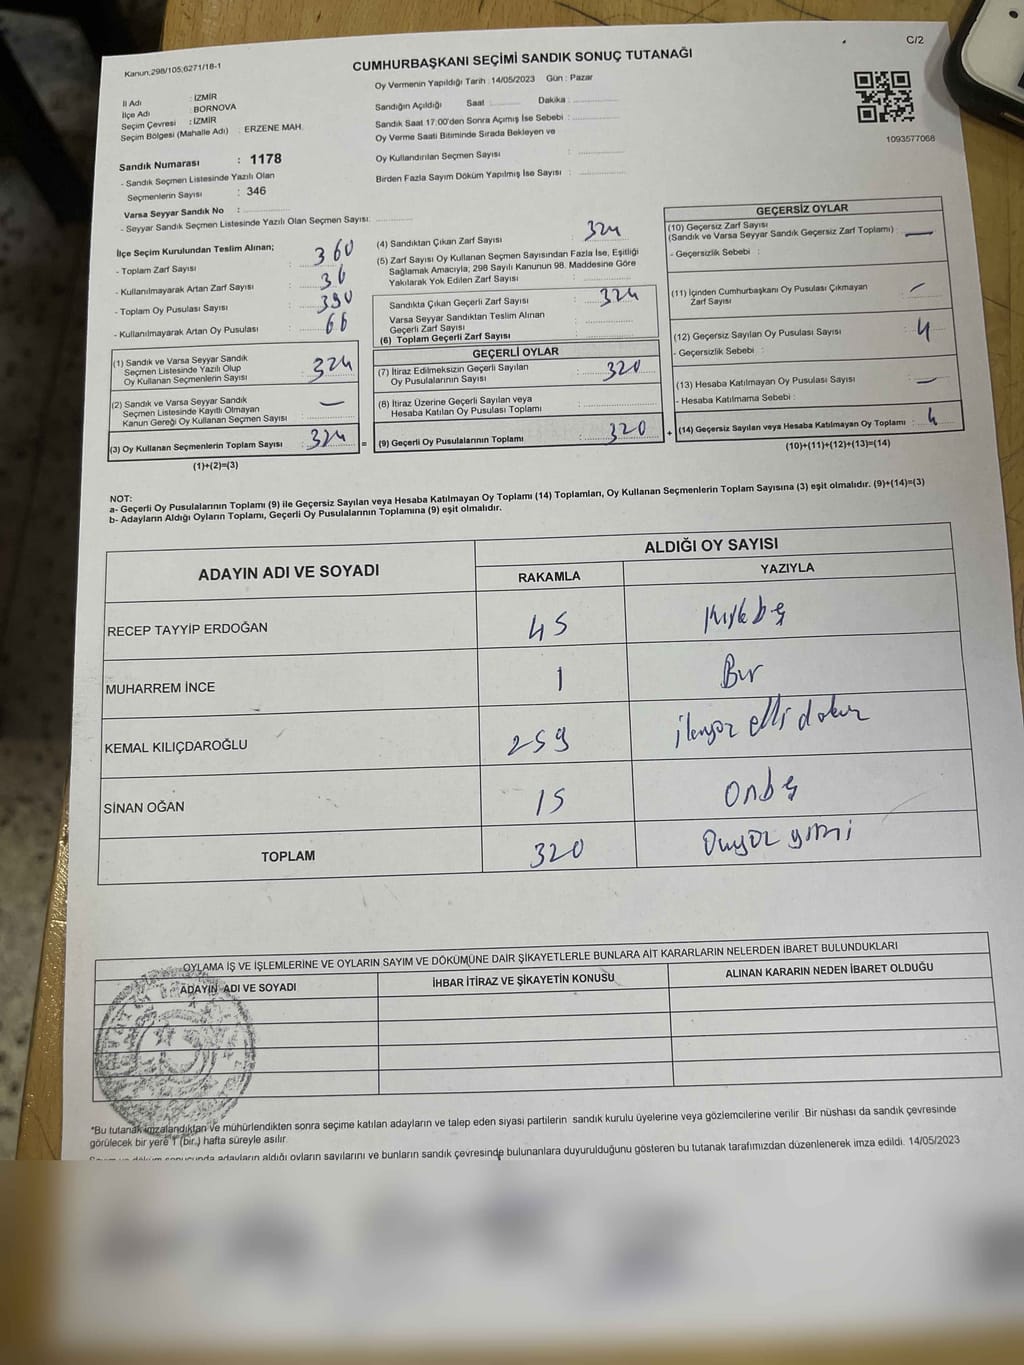 C/2
Kanun;298/105;6271/18-1
CUMHURBAŞKANI SEÇİMİ SANDIK SONUÇ TUTANAĞI
1093577068
İl Adı : İZMİR
İlçe Adı : BORNOVA
Seçim Çevresi : İZMİR
Seçim Bölgesi (Mahalle Adı) : ERZENE MAH.
Oy Vermenin Yapıldığı Tarih : 14/05/2023 Gün : Pazar
Sandığın Açıldığı Saat : Dakika :
Sandık Saat 17:00'den Sonra Açımış İse Sebebi :
Oy Verme Saati Bitiminde Sırada Bekleyen ve
Oy Kullandırılan Seçmen Sayısı :
Birden Fazla Sayım Döküm Yapılmış İse Sayısı :
Sandık Numarası : 1178
- Sandık Seçmen Listesinde Yazılı Olan
Seçmenlerin Sayısı : 346
Varsa Seyyar Sandık No :
- Seyyar Sandık Seçmen Listesinde Yazılı Olan Seçmen Sayısı:
İlçe Seçim Kurulundan Teslim Alınan;
- Toplam Zarf Sayısı : 360
- Kullanılmayarak Artan Zarf Sayısı : 36
- Toplam Oy Pusulası Sayısı : 390
- Kullanılmayarak Artan Oy Pusulası : 66
(1) Sandık ve Varsa Seyyar Sandık
Seçmen Listesinde Yazılı Olup
Oy Kullanan Seçmenlerin Sayısı : 324
(2) Sandık ve Varsa Seyyar Sandık
Seçmen Listesinde Kayıtlı Olmayan
Kanun Gereği Oy Kullanan Seçmen Sayısı : —
(3) Oy Kullanan Seçmenlerin Toplam Sayısı : 324 =
(1)+(2)=(3)
(4) Sandıktan Çıkan Zarf Sayısı : 324
(5) Zarf Sayısı Oy Kullanan Seçmen Sayısından Fazla İse, Eşitliği
Sağlamak Amacıyla; 298 Sayılı Kanunun 98. Maddesine Göre
Yakılarak Yok Edilen Zarf Sayısı :
Sandıkta Çıkan Geçerli Zarf Sayısı : 324
Varsa Seyyar Sandıktan Teslim Alınan
Geçerli Zarf Sayısı :
(6) Toplam Geçerli Zarf Sayısı :
GEÇERLİ OYLAR
(7) İtiraz Edilmeksizin Geçerli Sayılan
Oy Pusulalarının Sayısı : 320
(8) İtiraz Üzerine Geçerli Sayılan veya
Hesaba Katılan Oy Pusulası Toplamı :
(9) Geçerli Oy Pusulalarının Toplamı : 320 +
GEÇERSİZ OYLAR
(10) Geçersiz Zarf Sayısı
(Sandık ve Varsa Seyyar Sandık Geçersiz Zarf Toplamı) : —
- Geçersizlik Sebebi :
(11) İçinden Cumhurbaşkanı Oy Pusulası Çıkmayan
Zarf Sayısı : —
(12) Geçersiz Sayılan Oy Pusulası Sayısı : 4
- Geçersizlik Sebebi :
(13) Hesaba Katılmayan Oy Pusulası Sayısı : —
- Hesaba Katılmama Sebebi :
(14) Geçersiz Sayılan veya Hesaba Katılmayan Oy Toplamı : 4
(10)+(11)+(12)+(13)=(14)
NOT:
a- Geçerli Oy Pusulalarının Toplamı (9) ile Geçersiz Sayılan veya Hesaba Katılmayan Oy Toplamı (14) Toplamları, Oy Kullanan Seçmenlerin Toplam Sayısına (3) eşit olmalıdır. (9)+(14)=(3)
b- Adayların Aldığı Oyların Toplamı, Geçerli Oy Pusulalarının Toplamına (9) eşit olmalıdır.
ADAYIN ADI VE SOYADI
ALDIĞI OY SAYISI
RAKAMLA YAZIYLA
RECEP TAYYİP ERDOĞAN 45 kırkbeş
MUHARREM İNCE 1 Bir
KEMAL KILIÇDAROĞLU 259 ikiyüz elli dokuz
SİNAN OĞAN 15 Onbeş
TOPLAM 320 Üçyüz yirmi
OYLAMA İŞ VE İŞLEMLERİNE VE OYLARIN SAYIM VE DÖKÜMÜNE DAİR ŞİKAYETLERLE BUNLARA AİT KARARLARIN NELERDEN İBARET BULUNDUKLARI
ADAYIN ADI VE SOYADI İHBAR İTİRAZ VE ŞİKAYETİN KONUSU ALINAN KARARIN NEDEN İBARET OLDUĞU
*Bu tutanak imzalandıktan ve mühürlendikten sonra seçime katılan adayların ve talep eden siyasi partilerin sandık kurulu üyelerine veya gözlemcilerine verilir. Bir nüshası da sandık çevresinde
görülecek bir yere 1 (bir.) hafta süreyle asılır.
Sayım ve döküm sonucunda adayların aldığı oyların sayılarını ve bunların sandık çevresinde bulunanlara duyurulduğunu gösteren bu tutanak tarafımızdan düzenlenerek imza edildi. 14/05/2023